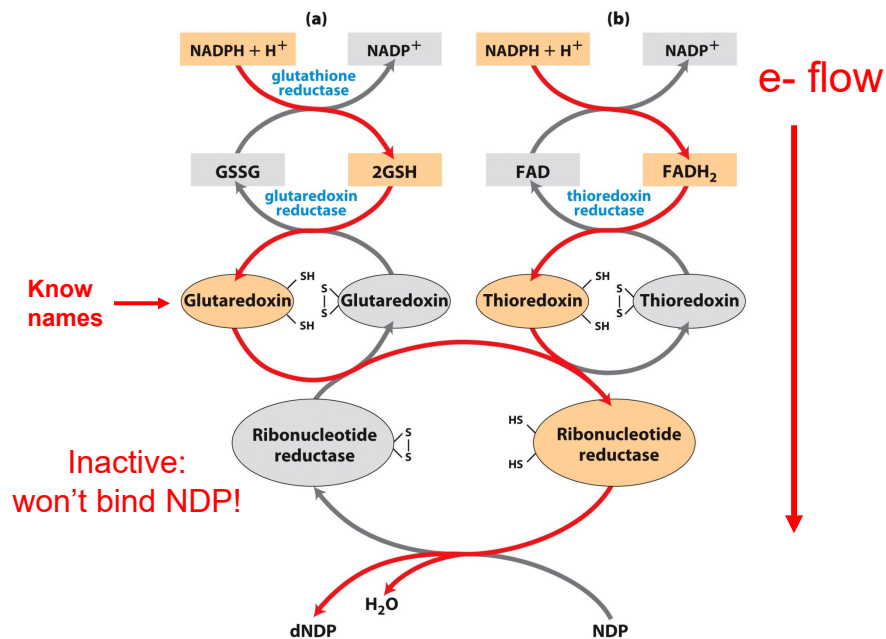 (a)
(b)
NADPH + H⁺
NADP⁺
NADPH + H⁺
NADP⁺
e- flow
glutathione
reductase
GSSG
2GSH
FAD
FADH₂
glutaredoxin
reductase
thioredoxin
reductase
Know
names
Glutaredoxin
SH
SH
S
S
Glutaredoxin
Thioredoxin
SH
SH
S
S
Thioredoxin
Ribonucleotide
reductase
S
S
HS
HS
Ribonucleotide
reductase
Inactive:
won't bind NDP!
H₂O
dNDP
NDP